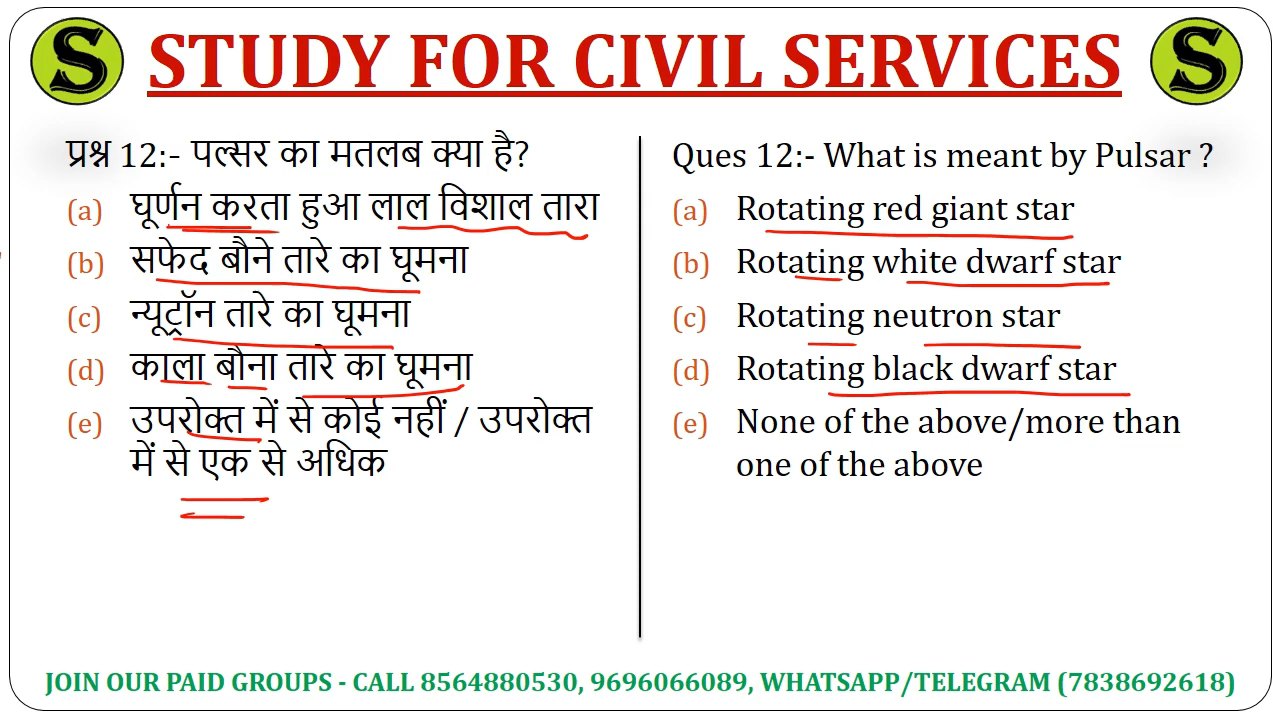 S STUDY FOR CIVIL SERVICES S
प्रश्न 12:- पल्सर का मतलब क्या है?
(a) घूर्णन करता हुआ लाल विशाल तारा
(b) सफेद बौने तारे का घूमना
(c) न्यूट्रॉन तारे का घूमना
(d) काला बौना तारे का घूमना
(e) उपरोक्त में से कोई नहीं / उपरोक्त
में से एक से अधिक
Ques 12:- What is meant by Pulsar ?
(a) Rotating red giant star
(b) Rotating white dwarf star
(c) Rotating neutron star
(d) Rotating black dwarf star
(e) None of the above/more than
one of the above
JOIN OUR PAID GROUPS - CALL 8564880530, 9696066089, WHATSAPP/TELEGRAM (7838692618)